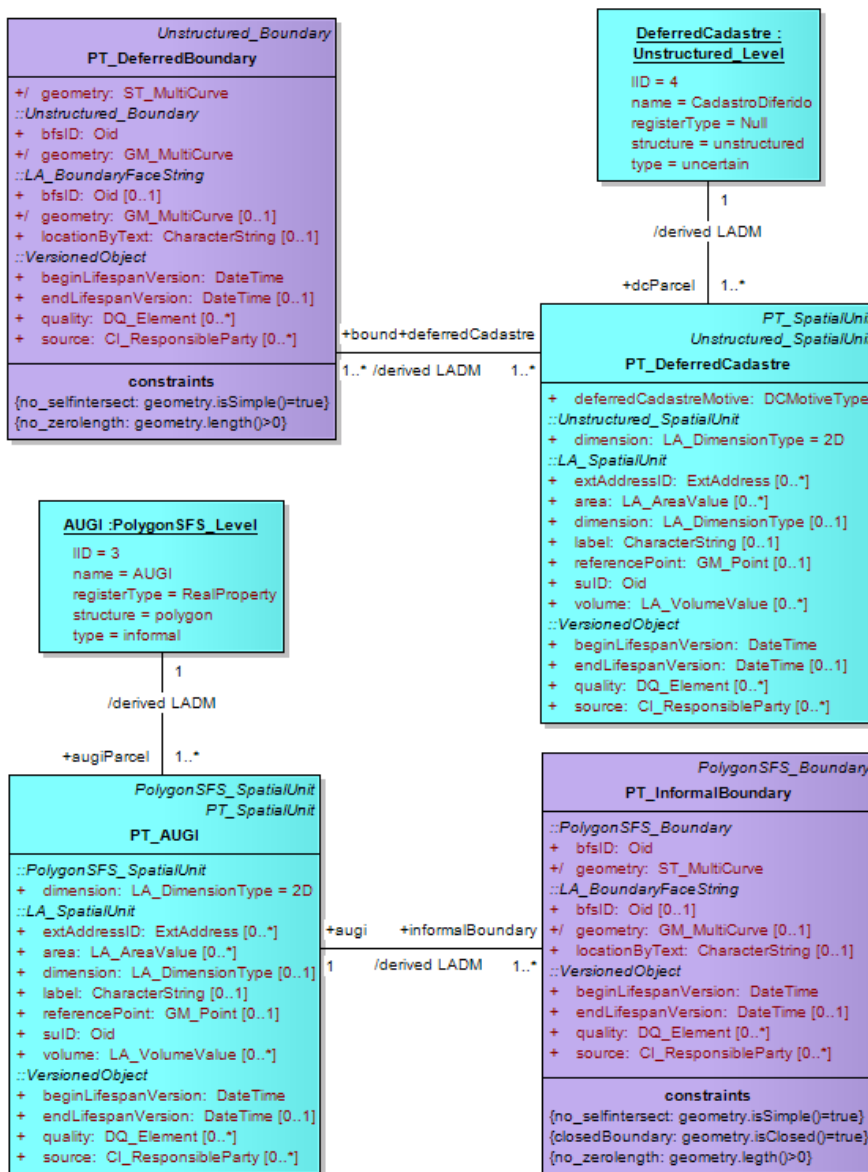 Unstructured_Boundary
PT_DeferredBoundary
+/ geometry: ST_MultiCurve
::Unstructured_Boundary
+ bfsID: Oid
+/ geometry: GM_MultiCurve
::LA_BoundaryFaceString
+ bfsID: Oid [0..1]
+/ geometry: GM_MultiCurve [0..1]
+ locationByText: CharacterString [0..1]
::VersionedObject
+ beginLifespanVersion: DateTime
+ endLifespanVersion: DateTime [0..1]
+ quality: DQ_Element [0..*]
+ source: CI_ResponsibleParty [0..*]
constraints
{no_selfintersect: geometry.isSimple()=true}
{no_zerolength: geometry.length()>0}
DeferredCadastre :
Unstructured_Level
lID = 4
name = CadastroDiferido
registerType = Null
structure = unstructured
type = uncertain
1
/derived LADM
+dcParcel 1..*
+bound+deferredCadastre
1..* /derived LADM 1..*
PT_SpatialUnit
Unstructured_SpatialUnit
PT_DeferredCadastre
+ deferredCadastreMotive: DCMotiveType
::Unstructured_SpatialUnit
+ dimension: LA_DimensionType = 2D
::LA_SpatialUnit
+ extAddressID: ExtAddress [0..*]
+ area: LA_AreaValue [0..*]
+ dimension: LA_DimensionType [0..1]
+ label: CharacterString [0..1]
+ referencePoint: GM_Point [0..1]
+ suID: Oid
+ volume: LA_VolumeValue [0..*]
::VersionedObject
+ beginLifespanVersion: DateTime
+ endLifespanVersion: DateTime [0..1]
+ quality: DQ_Element [0..*]
+ source: CI_ResponsibleParty [0..*]
AUGI :PolygonSFS_Level
lID = 3
name = AUGI
registerType = RealProperty
structure = polygon
type = informal
1
/derived LADM
+augiParcel 1..*
PolygonSFS_SpatialUnit
PT_SpatialUnit
PT_AUGI
::PolygonSFS_SpatialUnit
+ dimension: LA_DimensionType = 2D
::LA_SpatialUnit
+ extAddressID: ExtAddress [0..*]
+ area: LA_AreaValue [0..*]
+ dimension: LA_DimensionType [0..1]
+ label: CharacterString [0..1]
+ referencePoint: GM_Point [0..1]
+ suID: Oid
+ volume: LA_VolumeValue [0..*]
::VersionedObject
+ beginLifespanVersion: DateTime
+ endLifespanVersion: DateTime [0..1]
+ quality: DQ_Element [0..*]
+ source: CI_ResponsibleParty [0..*]
+augi +informalBoundary
1 /derived LADM 1..*
PolygonSFS_Boundary
PT_InformalBoundary
::PolygonSFS_Boundary
+ bfsID: Oid
+/ geometry: ST_MultiCurve
::LA_BoundaryFaceString
+ bfsID: Oid [0..1]
+/ geometry: GM_MultiCurve [0..1]
+ locationByText: CharacterString [0..1]
::VersionedObject
+ beginLifespanVersion: DateTime
+ endLifespanVersion: DateTime [0..1]
+ quality: DQ_Element [0..*]
+ source: CI_ResponsibleParty [0..*]
constraints
{no_selfintersect: geometry.isSimple()=true}
{closedBoundary: geometry.isClosed()=true}
{no_zerolength: geometry.legth()>0}